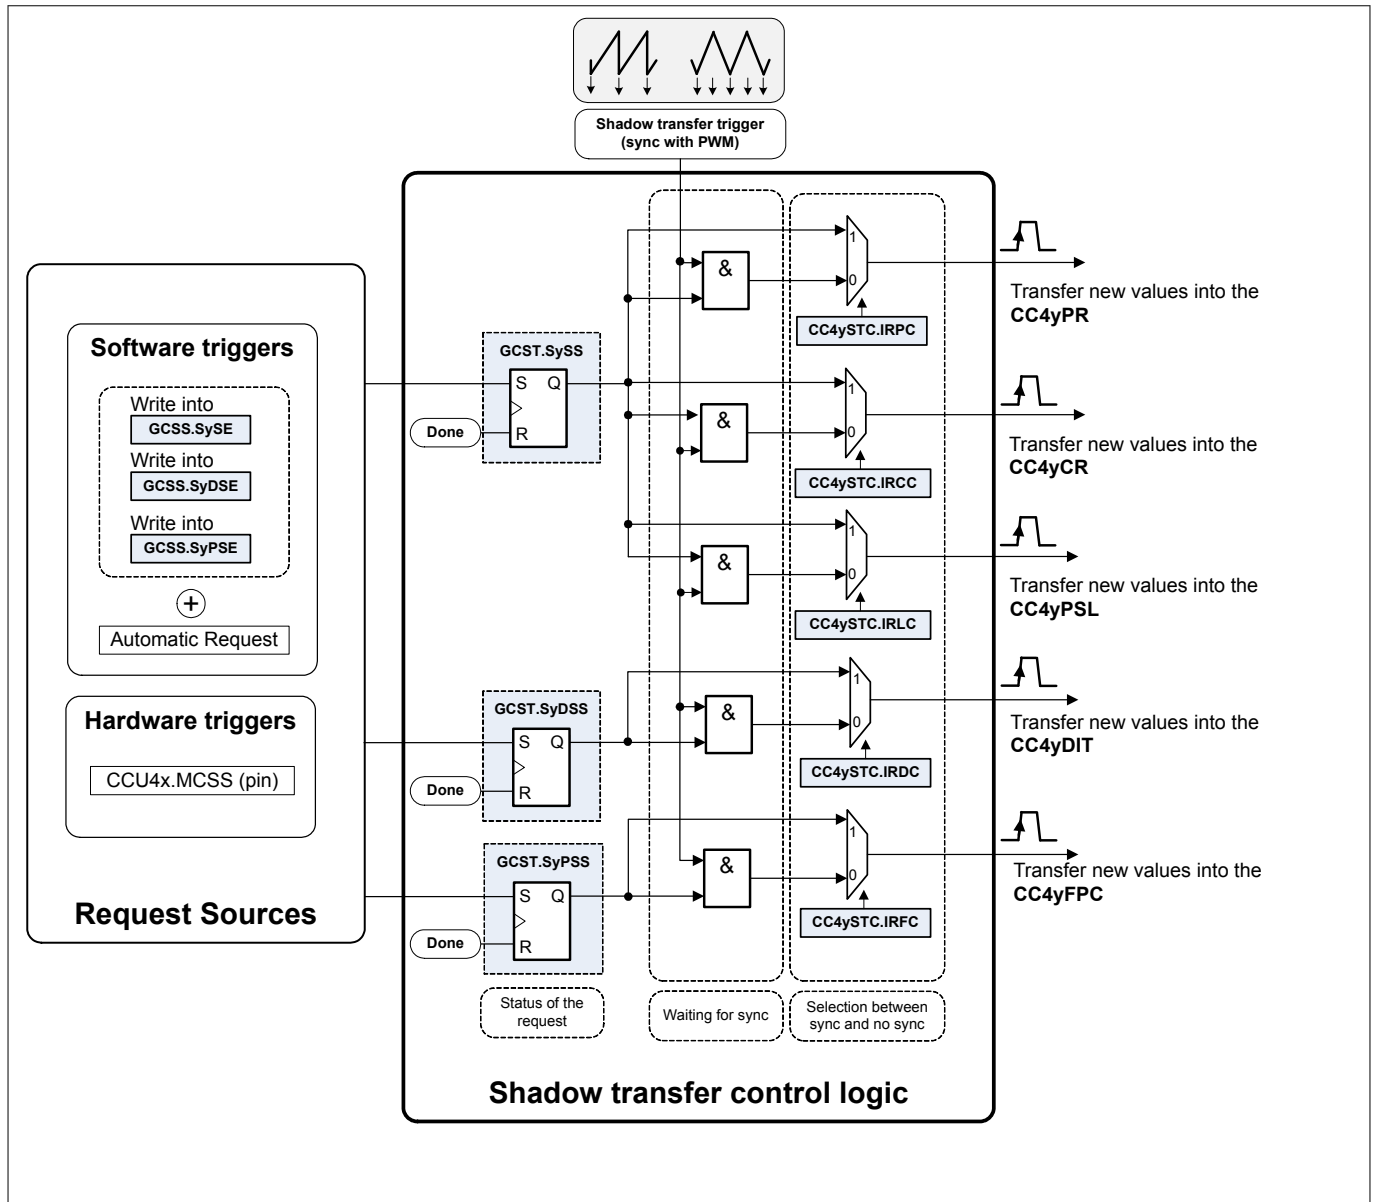 Shadow transfer trigger
(sync with PWM)
Software triggers
Write into
GCSS.SySE
Write into
GCSS.SyDSE
Write into
GCSS.SyPSE
+
Automatic Request
Hardware triggers
CCU4x.MCSS (pin)
Request Sources
GCST.SySS
S Q
R
Done
GCST.SyDSS
S Q
R
Done
GCST.SyPSS
S Q
R
Done
Status of the
request
&
&
&
&
&
Waiting for sync
1
0
CC4ySTC.IRPC
1
0
CC4ySTC.IRCC
1
0
CC4ySTC.IRLC
1
0
CC4ySTC.IRDC
1
0
CC4ySTC.IRFC
Selection between
sync and no sync
Shadow transfer control logic
Transfer new values into the
CC4yPR
Transfer new values into the
CC4yCR
Transfer new values into the
CC4yPSL
Transfer new values into the
CC4yDIT
Transfer new values into the
CC4yFPC